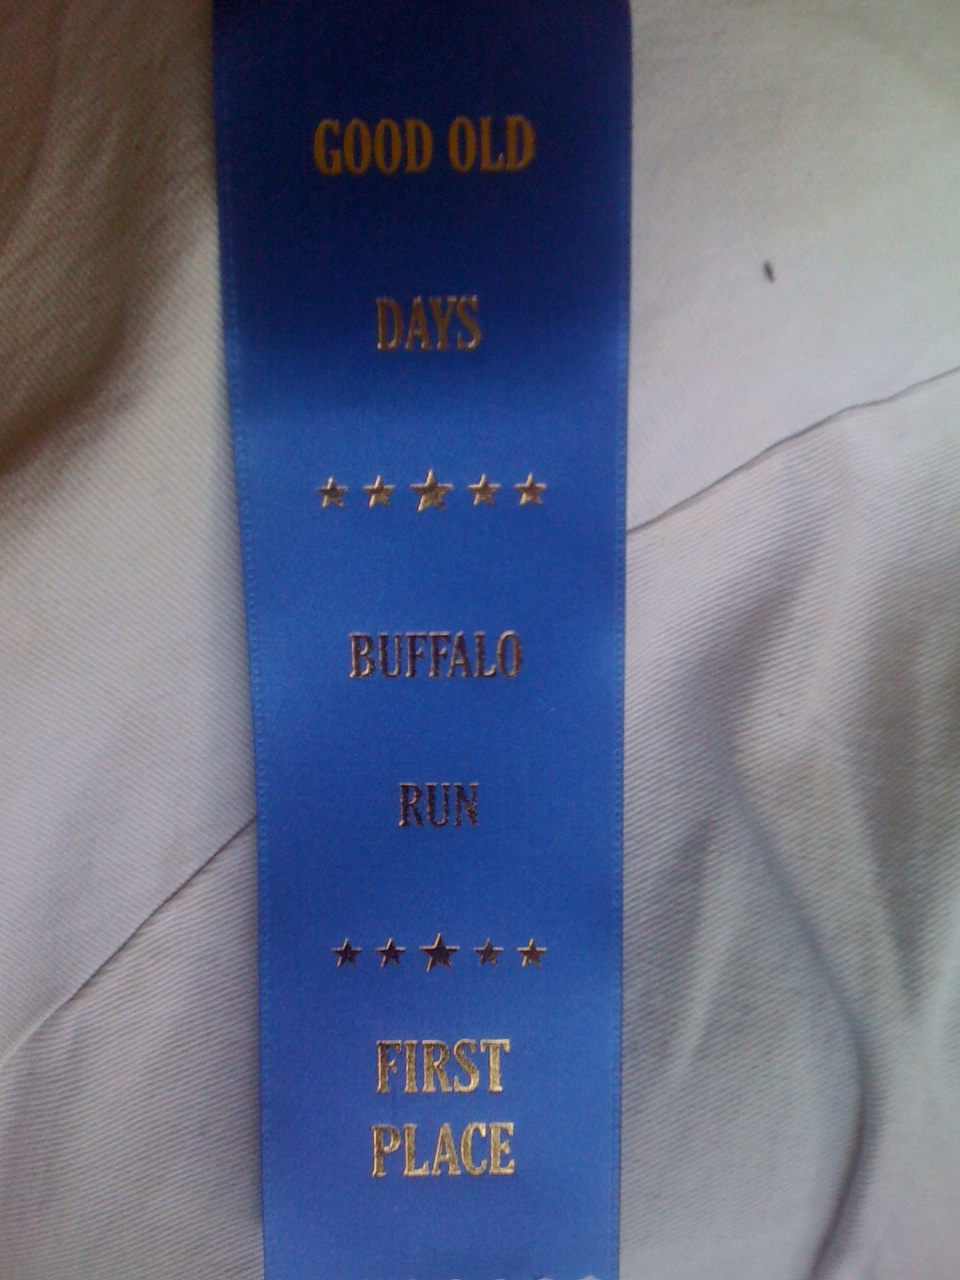 GOOD OLD
DAYS
BUFFALO
RUN
FIRST
PLACE